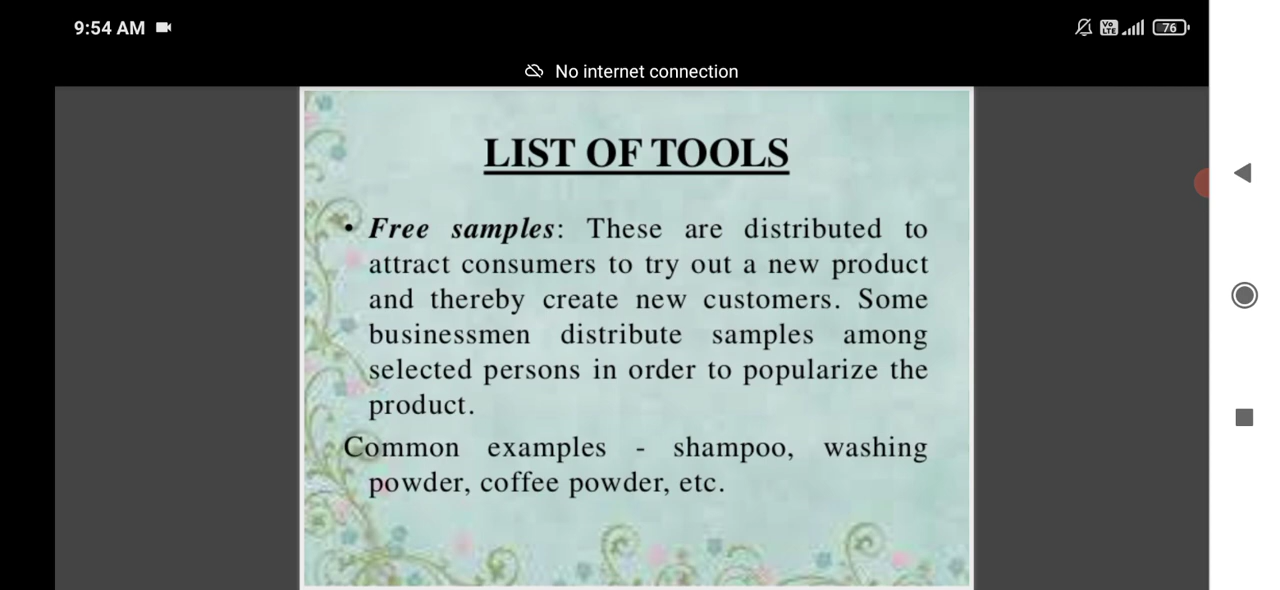 9:54 AM
Vo LTE 76
No internet connection
LIST OF TOOLS
• Free samples: These are distributed to
attract consumers to try out a new product
and thereby create new customers. Some
businessmen distribute samples among
selected persons in order to popularize the
product.
Common examples - shampoo, washing
powder, coffee powder, etc.